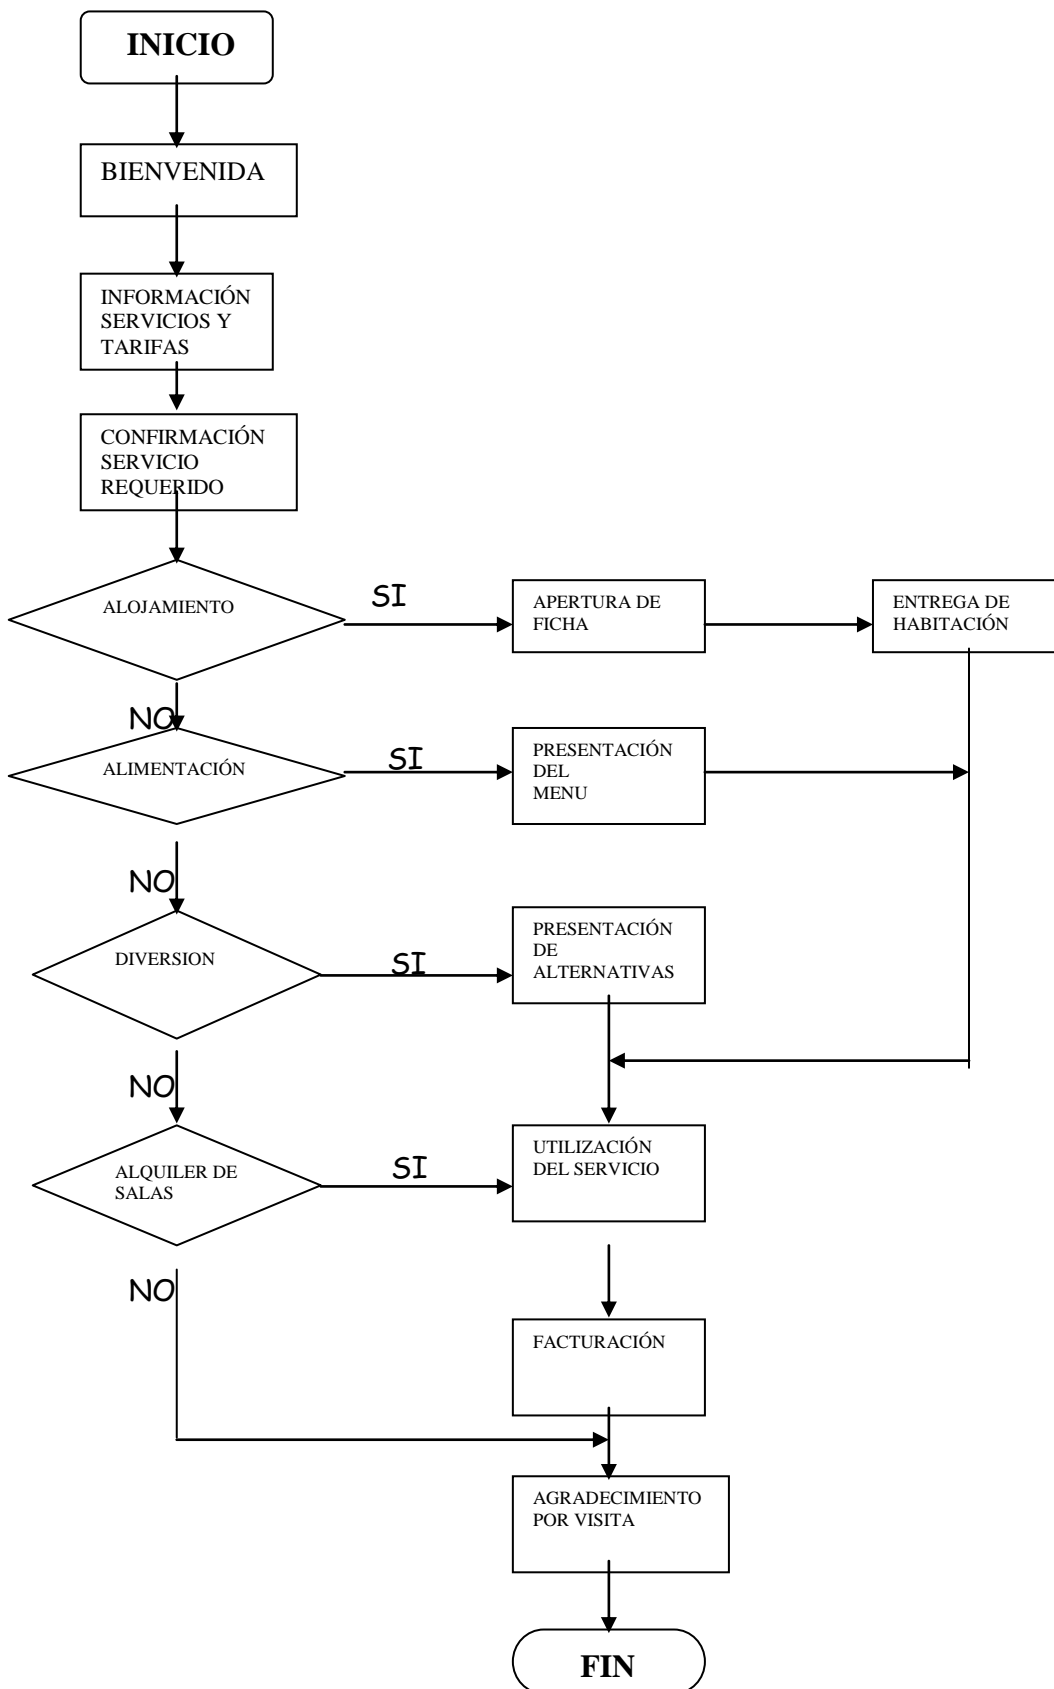 INICIO
BIENVENIDA
INFORMACIÓN
SERVICIOS Y
TARIFAS
CONFIRMACIÓN
SERVICIO
REQUERIDO
ALOJAMIENTO
SI
APERTURA DE
FICHA
ENTREGA DE
HABITACIÓN
NO
ALIMENTACIÓN
SI
PRESENTACIÓN
DEL
MENU
NO
DIVERSION
SI
PRESENTACIÓN
DE
ALTERNATIVAS
NO
ALQUILER DE
SALAS
SI
UTILIZACIÓN
DEL SERVICIO
NO
FACTURACIÓN
AGRADECIMIENTO
POR VISITA
FIN